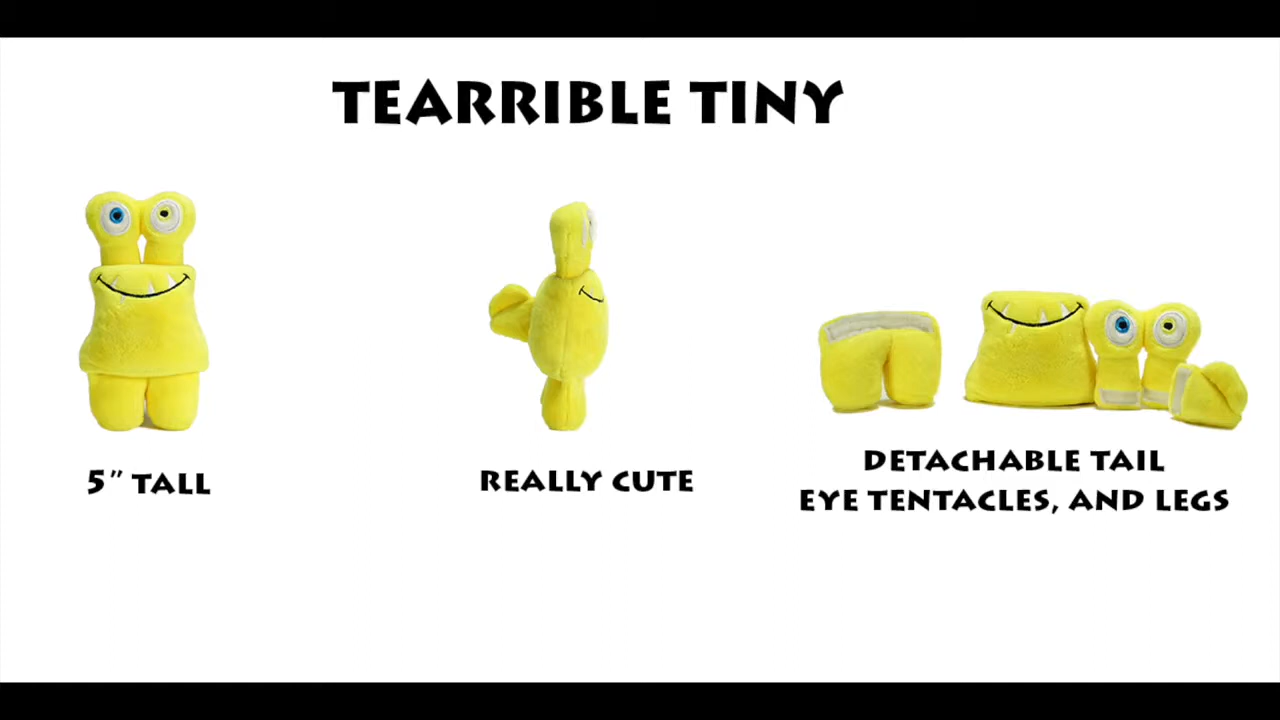 TEARRIBLE TINY
5" TALL
REALLY CUTE
DETACHABLE TAIL
EYE TENTACLES, AND LEGS